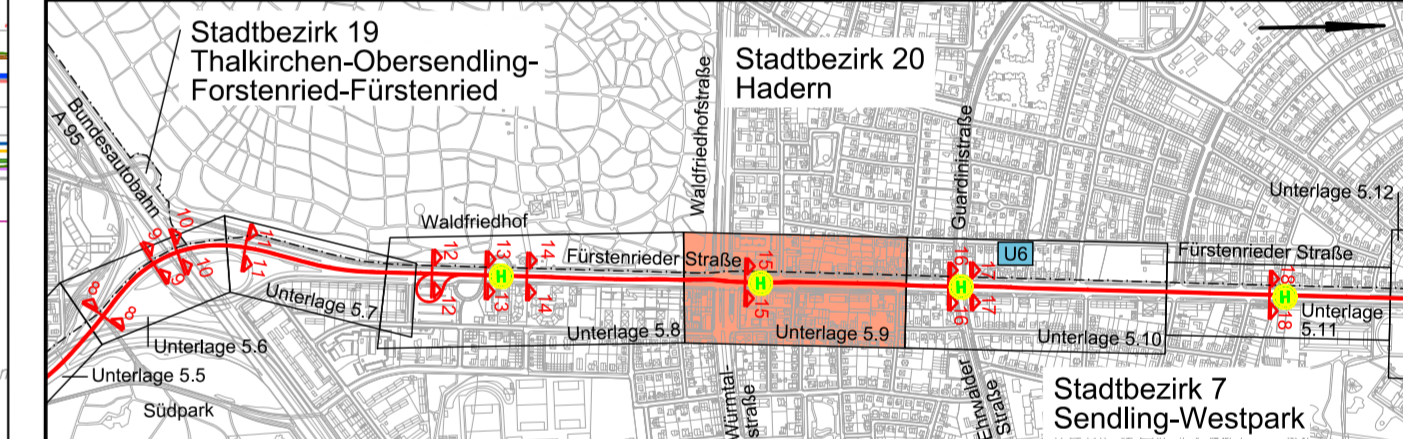 Stadtbezirk 19
Thalkirchen-Obersendling-
Forstenried-Fürstenried
Stadtbezirk 20
Hadern
Bundesautobahn
A 95
Waldfriedhofstraße
Guardinistraße
Unterlage 5.12
Waldfriedhof
Fürstenrieder Straße
U6
Fürstenrieder Straße
8
8
9
9
10
10
11
11
12
12
13
H
13
14
14
15
H
15
16
H
16
17
17
18
H
18
Unterlage 5.7
Unterlage 5.8
Unterlage 5.9
Unterlage 5.10
Unterlage
5.11
Unterlage 5.6
Unterlage 5.5
Südpark
Würmtal-
straße
Ehrwalder
Straße
Stadtbezirk 7
Sendling-Westpark